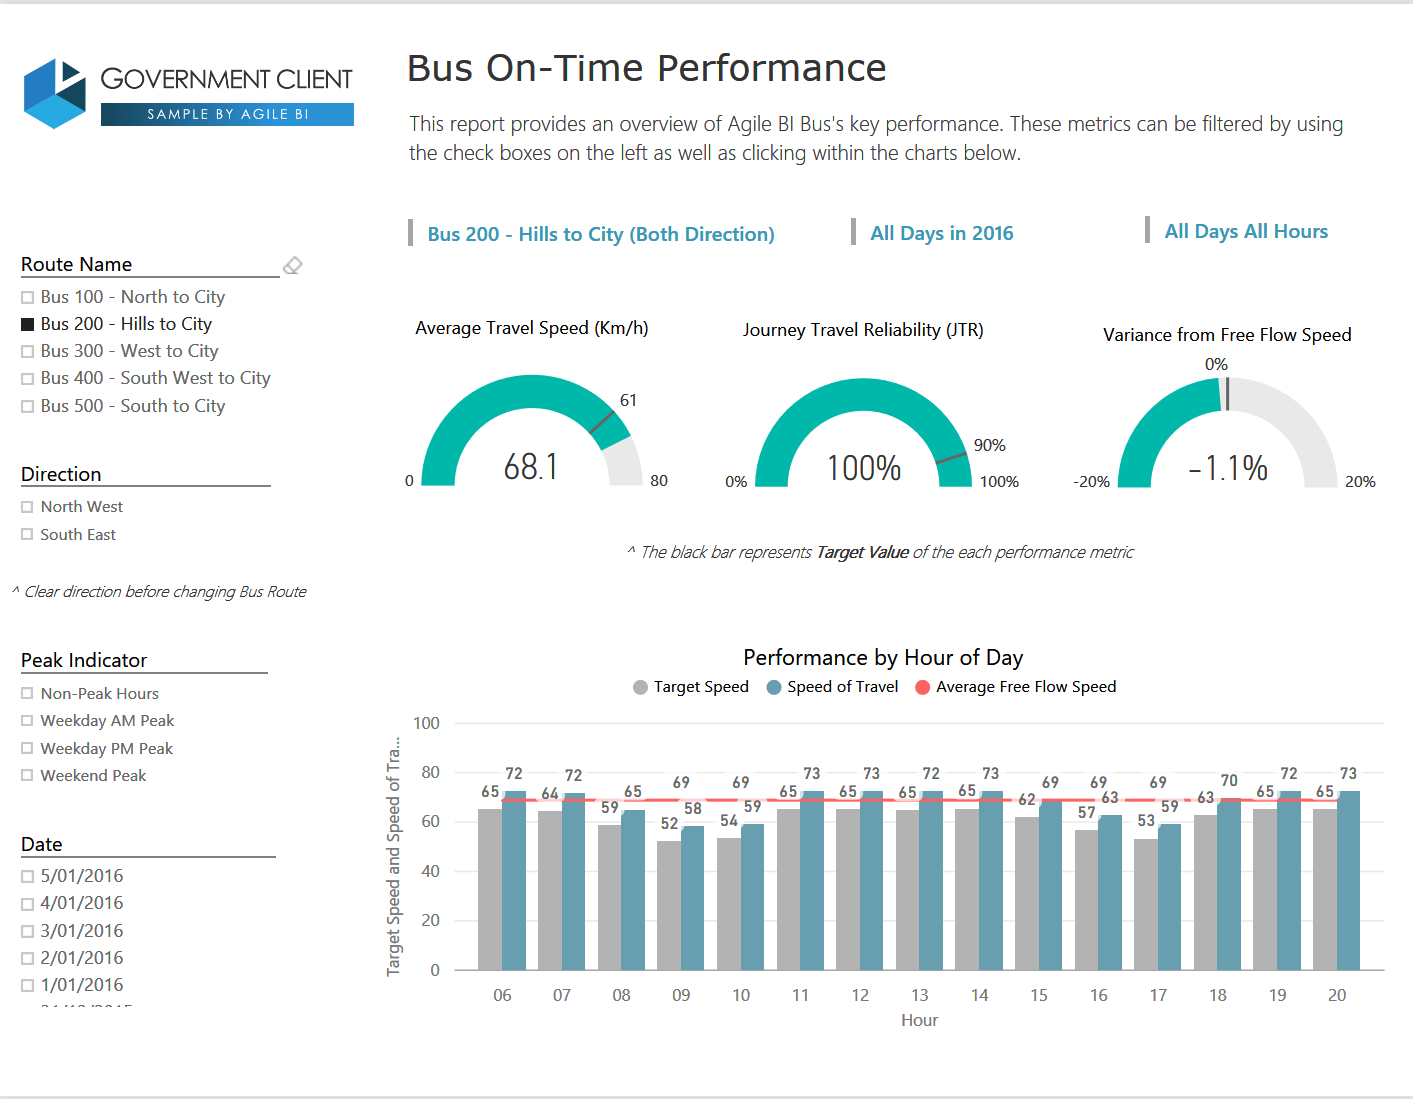 GOVERNMENT CLIENT
SAMPLE BY AGILE BI
Bus On-Time Performance
This report provides an overview of Agile BI Bus's key performance. These metrics can be filtered by using
the check boxes on the left as well as clicking within the charts below.
Bus 200 - Hills to City (Both Direction)
All Days in 2016
All Days All Hours
Route Name
Bus 100 - North to City
Bus 200 - Hills to City
Bus 300 - West to City
Bus 400 - South West to City
Bus 500 - South to City
Direction
North West
South East
^ Clear direction before changing Bus Route
Peak Indicator
Non-Peak Hours
Weekday AM Peak
Weekday PM Peak
Weekend Peak
Date
5/01/2016
4/01/2016
3/01/2016
2/01/2016
1/01/2016
Average Travel Speed (Km/h)
61
68.1
0
80
Journey Travel Reliability (JTR)
90%
100%
0%
100%
Variance from Free Flow Speed
0%
-1.1%
-20%
20%
^ The black bar represents Target Value of the each performance metric
Performance by Hour of Day
Target Speed Speed of Travel Average Free Flow Speed
Target Speed and Speed of Tra...
100
80
60
40
20
0
65 72
64 72
59 65
52 58 69
54 59 69
65 73
65 73
65 72
65 73
62 69
57 63 69
53 59 69
63 70
65 72
65 73
06 07 08 09 10 11 12 13 14 15 16 17 18 19 20
Hour